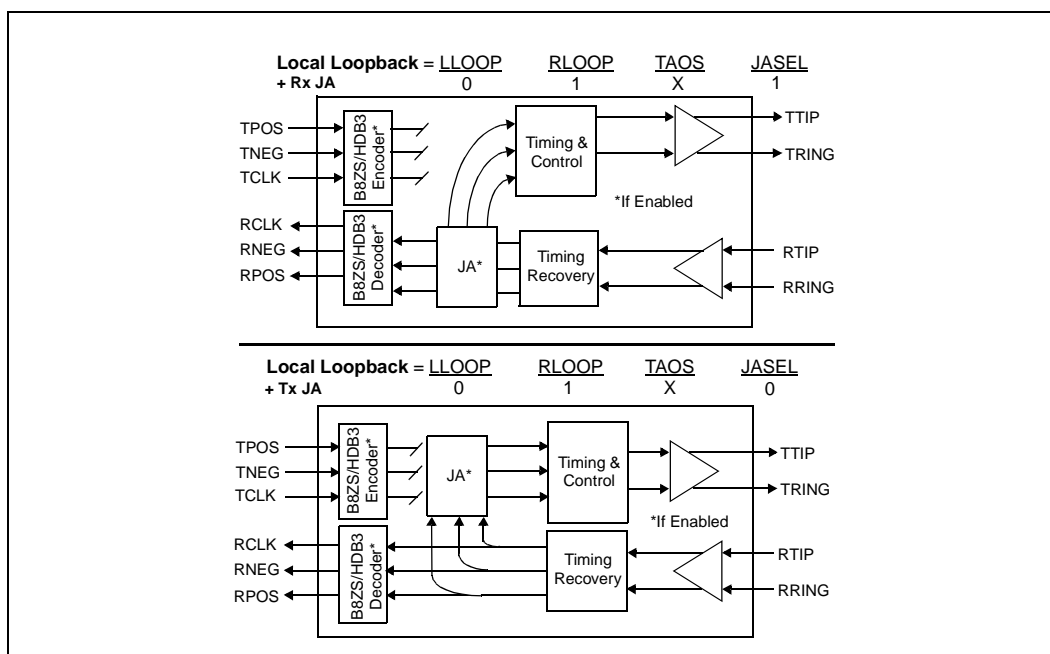 Local Loopback = LLOOP RLOOP TAOS JASEL
+ Rx JA 0 1 X 1
TPOS
TNEG
TCLK
B8ZS/HDB3
Encoder*
Timing &
Control
TTIP
TRING
*If Enabled
RCLK
RNEG
RPOS
B8ZS/HDB3
Decoder*
JA*
Timing
Recovery
RTIP
RRING
Local Loopback = LLOOP RLOOP TAOS JASEL
+ Tx JA 0 1 X 0
TPOS
TNEG
TCLK
B8ZS/HDB3
Encoder*
JA*
Timing &
Control
TTIP
TRING
*If Enabled
RCLK
RNEG
RPOS
B8ZS/HDB3
Decoder*
Timing
Recovery
RTIP
RRING